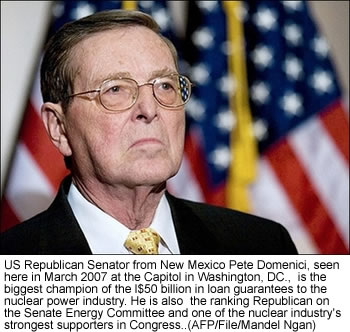 US Republican Senator from New Mexico Pete Domenici, seen
here in March 2007 at the Capitol in Washington, DC.,  is the
biggest champion of the l$50 billion in loan guarantees to the
nuclear power industry. He is also  the ranking Republican on
the Senate Energy Committee and one of the nuclear industry's
strongest supporters in Congress..(AFP/File/Mandel Ngan)